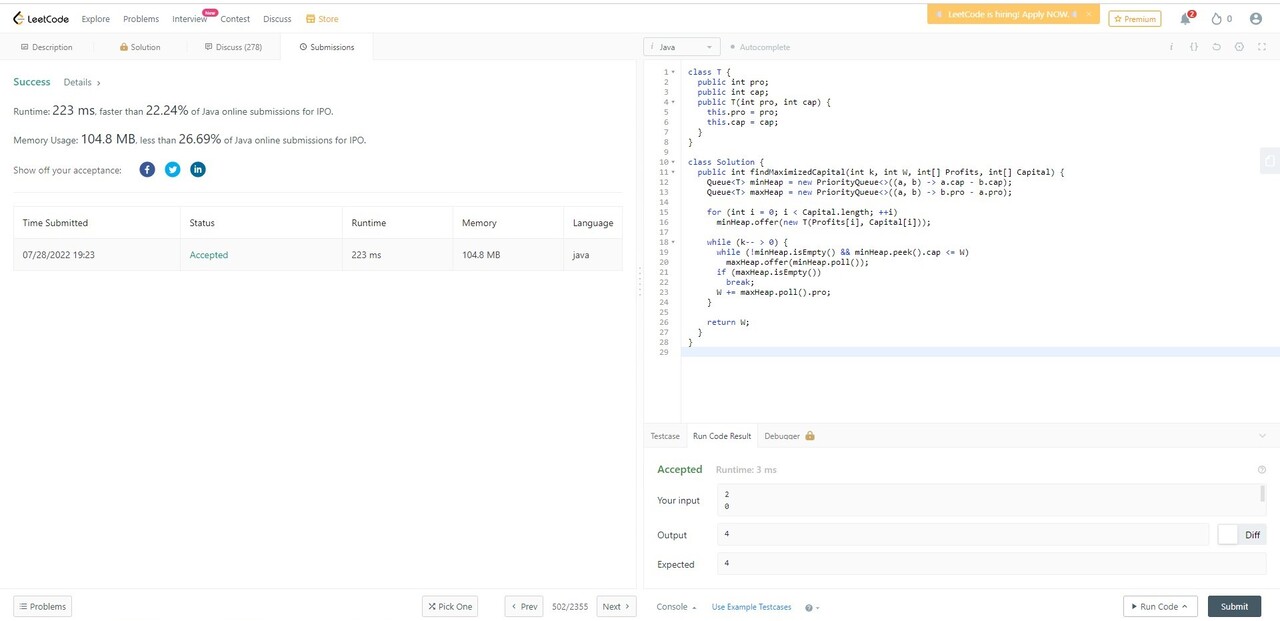 LeetCode Explore Problems Interview New Contest Discuss Store LeetCode is hiring! Apply NOW. × Premium 2 0
Description Solution Discuss (278) Submissions
Success Details ›
Runtime: 223 ms, faster than 22.24% of Java online submissions for IPO.
Memory Usage: 104.8 MB, less than 26.69% of Java online submissions for IPO.
Show off your acceptance:
Time Submitted Status Runtime Memory Language
07/28/2022 19:23 Accepted 223 ms 104.8 MB java
Problems Pick One ‹ Prev 502/2355 Next ›
i Java Autocomplete i {}
1 class T {
2   public int pro;
3   public int cap;
4   public T(int pro, int cap) {
5     this.pro = pro;
6     this.cap = cap;
7   }
8 }
9
10 class Solution {
11   public int findMaximizedCapital(int k, int W, int[] Profits, int[] Capital) {
12     Queue<T> minHeap = new PriorityQueue<>((a, b) -> a.cap - b.cap);
13     Queue<T> maxHeap = new PriorityQueue<>((a, b) -> b.pro - a.pro);
14
15     for (int i = 0; i < Capital.length; ++i)
16       minHeap.offer(new T(Profits[i], Capital[i]));
17
18     while (k-- > 0) {
19       while (!minHeap.isEmpty() && minHeap.peek().cap <= W)
20         maxHeap.offer(minHeap.poll());
21       if (maxHeap.isEmpty())
22         break;
23       W += maxHeap.poll().pro;
24     }
25
26     return W;
27   }
28 }
29
Testcase Run Code Result Debugger
Accepted Runtime: 3 ms
Your input
2
0
Output 4 Diff
Expected 4
Console Use Example Testcases Run Code Submit